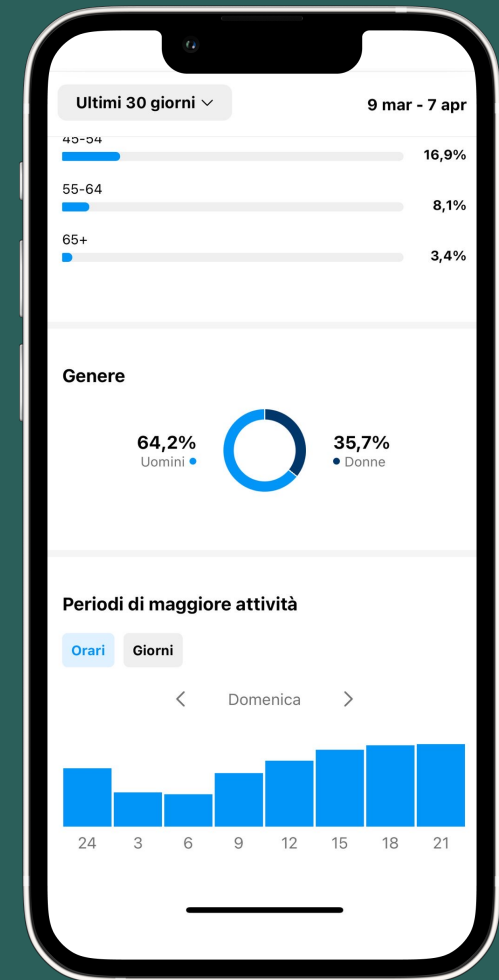 Ultimi 30 giorni
9 mar - 7 apr
45-54
16,9%
55-64
8,1%
65+
3,4%
Genere
64,2%
Uomini
35,7%
Donne
Periodi di maggiore attività
Orari Giorni
Domenica
24 3 6 9 12 15 18 21